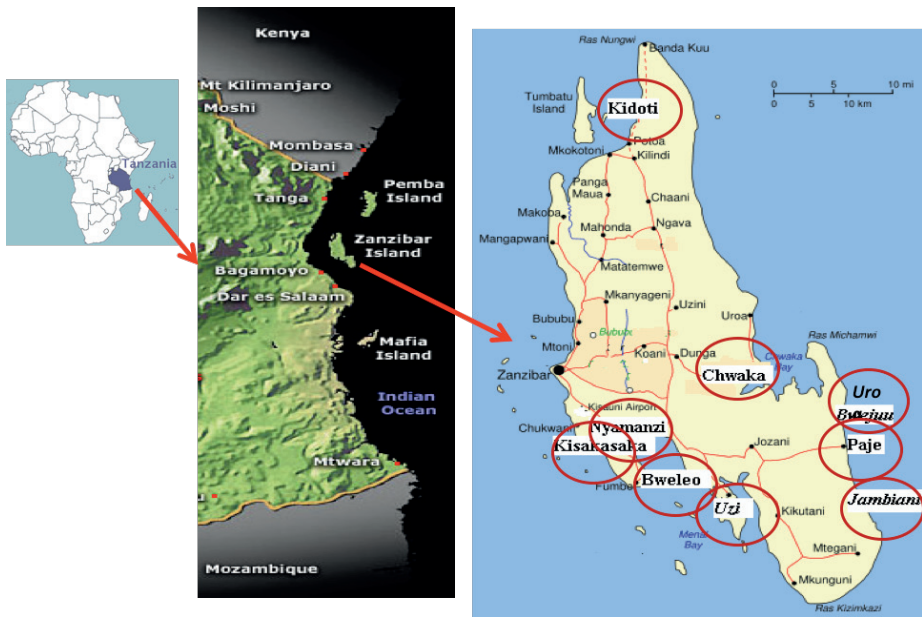 Tanzania
Kenya
Mt Kilimanjaro
Moshi
Mombasa
Diani
Tanga
Pemba
Island
Zanzibar
Island
Bagamoyo
Dar es Salaam
Mafia
Island
Indian
Ocean
Mtwara
Mozambique
Ras Nungwi
Banda Kuu
0 5 10 mi
0 5 10 km
Tumbatu
Island
Kidoti
Potoa
Mkokotoni
Kilindi
Panga
Maua
Chaani
Makoba
Mangapwani
Mahonda
Ngava
Matatemwe
Mkanyageni
Uzini
Uroa
Bububu
Bububu
Ras Michamwi
Mtoni
Koani
Dunga
Chwaka
Bay
Zanzibar
Chwaka
Uro
Kisauni Airport
Chukwani
Nyamanzi
Kisakasaka
Jozani
Paje
Bweleo
Uzi
Kikutani
Jambiani
Menai
Bay
Mtegani
Mkunguni
Ras Kizimkazi